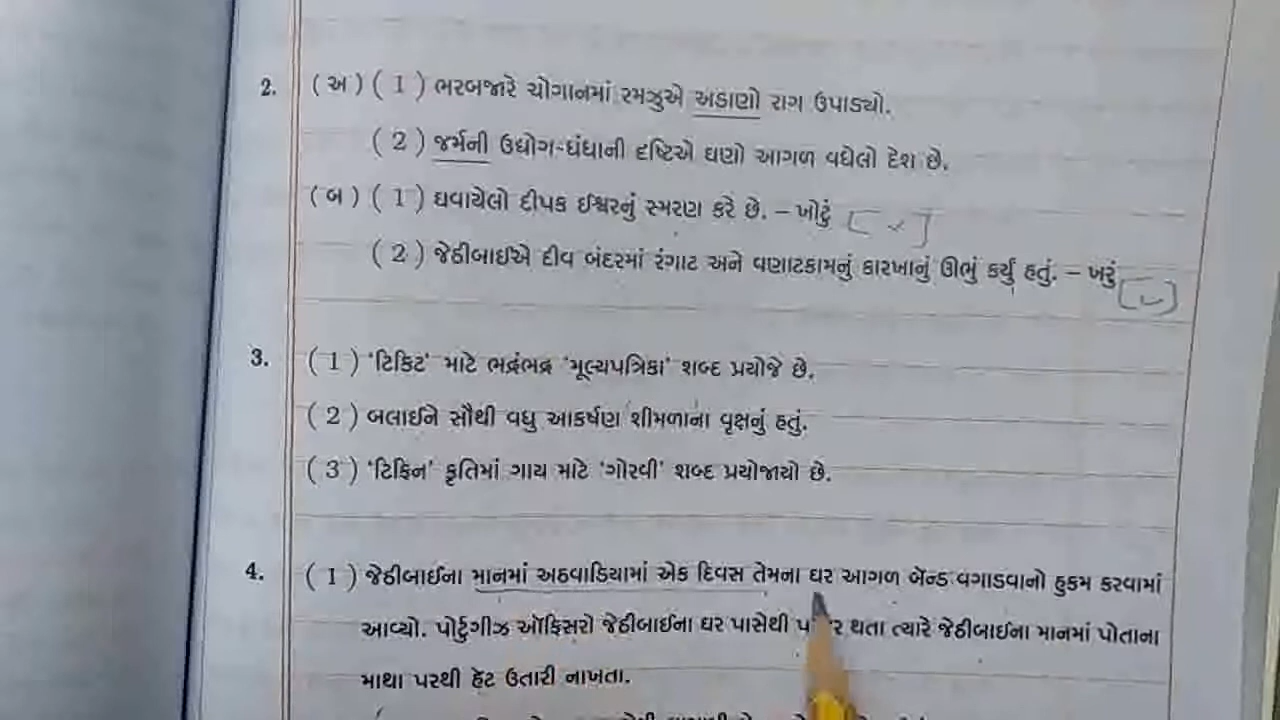 2. (અ) (1) ભરબજારે ચોગાનમાં રમઝુએ અડાણો રાગ ઉપાડ્યો.
(2) જર્મની ઉદ્યોગ-ધંધાની દૃષ્ટિએ ઘણો આગળ વધેલો દેશ છે.
(બ) (1) ઘવાયેલો દીપક ઈશ્વરનું સ્મરણ કરે છે. – ખોટું [✓]
(2) જેઠીબાઈએ દીવ બંદરમાં રંગાટ અને વણાટકામનું કારખાનું ઊભું કર્યું હતું. – ખરું [✓]
3. (1) 'ટિકિટ' માટે ભદ્રંભદ્ર 'મૂલ્યપત્રિકા' શબ્દ પ્રયોજે છે.
(2) બલાઈને સૌથી વધુ આકર્ષણ શીમળાના વૃક્ષનું હતું.
(3) 'ટિફિન' કૃતિમાં ગાય માટે 'ગોરવી' શબ્દ પ્રયોજાયો છે.
4. (1) જેઠીબાઈના માનમાં અઠવાડિયામાં એક દિવસ તેમના ઘર આગળ બૅન્ડ વગાડવાનો હુકમ કરવામાં
આવ્યો. પોર્ટુગીઝ ઑફિસરો જેઠીબાઈના ઘર પાસેથી થતા ત્યારે જેઠીબાઈના માનમાં પોતાના
માથા પરથી હૅટ ઉતારી નાખતા.